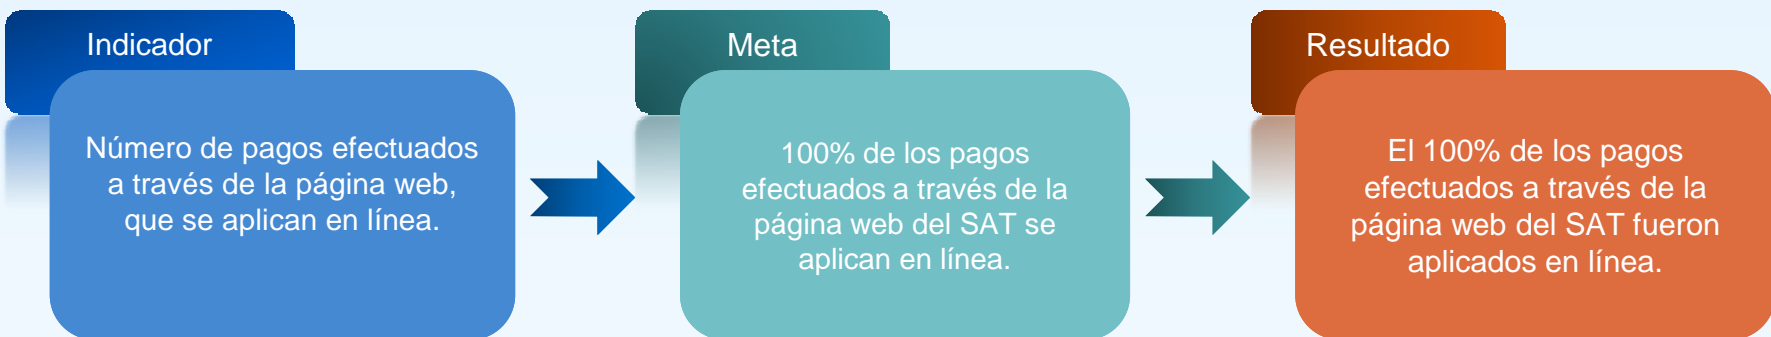 Indicador
Número de pagos efectuados
a través de la página web,
que se aplican en línea.
Meta
100% de los pagos
efectuados a través de la
página web del SAT se
aplican en línea.
Resultado
El 100% de los pagos
efectuados a través de la
página web del SAT fueron
aplicados en línea.